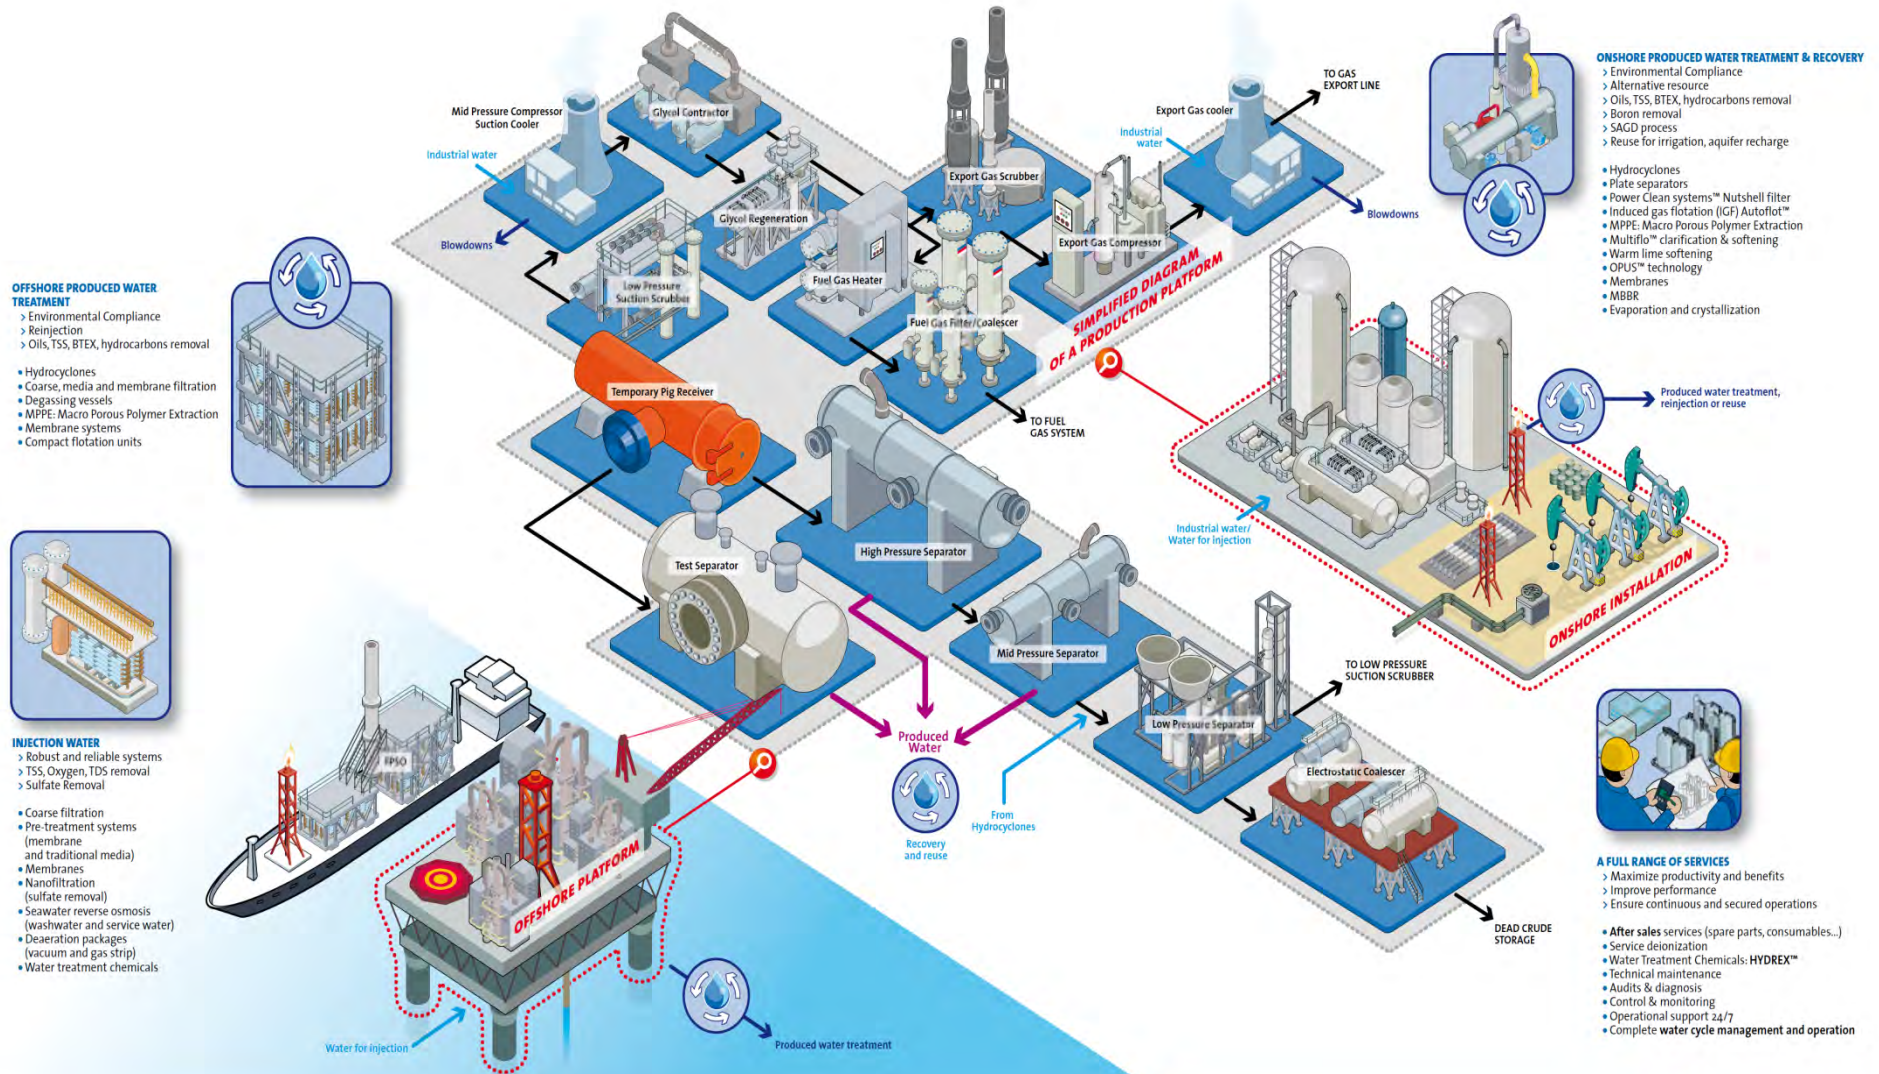 Mid Pressure Compressor
Suction Cooler
Industrial water
Blowdowns
Glycol Contractor
Glycol Regeneration
Low Pressure
Suction Scrubber
Fuel Gas Heater
Export Gas Scrubber
Fuel Gas Filter/Coalescer
Export Gas Compressor
Export Gas cooler
Industrial
water
TO GAS
EXPORT LINE
Blowdowns
TO FUEL
GAS SYSTEM
SIMPLIFIED DIAGRAM
OF A PRODUCTION PLATFORM
ONSHORE PRODUCED WATER TREATMENT & RECOVERY
> Environmental Compliance
> Alternative resource
> Oils, TSS, BTEX, hydrocarbons removal
> Boron removal
> SAGD process
> Reuse for irrigation, aquifer recharge
• Hydrocyclones
• Plate separators
• Power Clean systems™ Nutshell filter
• Induced gas flotation (IGF) Autoflot™
• MPPE: Macro Porous Polymer Extraction
• Multiflo™ clarification & softening
• Warm lime softening
• OPUS™ technology
• Membranes
• MBBR
• Evaporation and crystallization
OFFSHORE PRODUCED WATER
TREATMENT
> Environmental Compliance
> Reinjection
> Oils, TSS, BTEX, hydrocarbons removal
• Hydrocyclones
• Coarse, media and membrane filtration
• Degassing vessels
• MPPE: Macro Porous Polymer Extraction
• Membrane systems
• Compact flotation units
Temporary Pig Receiver
High Pressure Separator
Test Separator
Mid Pressure Separator
Low Pressure Separator
TO LOW PRESSURE
SUCTION SCRUBBER
Electrostatic Coalescer
DEAD CRUDE
STORAGE
Produced
Water
Recovery
and reuse
From
Hydrocyclones
Produced water treatment,
reinjection or reuse
Industrial water/
Water for injection
ONSHORE INSTALLATION
INJECTION WATER
> Robust and reliable systems
> TSS, Oxygen, TDS removal
> Sulfate Removal
• Coarse filtration
• Pre-treatment systems
(membrane
and traditional media)
• Membranes
• Nanofiltration
(sulfate removal)
• Seawater reverse osmosis
(washwater and service water)
• Deaeration packages
(vacuum and gas strip)
• Water treatment chemicals
FPSO
OFFSHORE PLATFORM
Water for injection
Produced water treatment
A FULL RANGE OF SERVICES
> Maximize productivity and benefits
> Improve performance
> Ensure continuous and secured operations
• After sales services (spare parts, consumables...)
• Service deionization
• Water Treatment Chemicals: HYDREX™
• Technical maintenance
• Audits & diagnosis
• Control & monitoring
• Operational support 24/7
• Complete water cycle management and operation